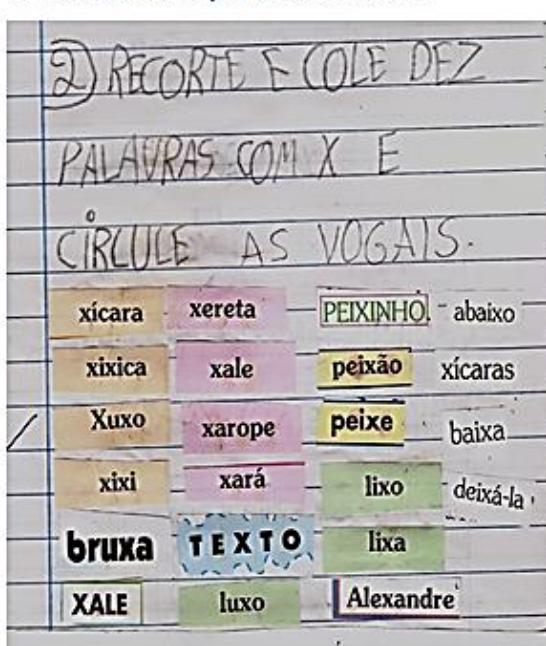 2) RECORTE E COLE DEZ
PALAVRAS COM X E
CIRCULE AS VOGAIS.
xícara xereta PEIXINHO. abaixo
xixica xale peixão xícaras
Xuxo xarope peixe baixa
xixi xará lixo deixá-la
bruxa TEXTO lixa
XALE luxo Alexandre